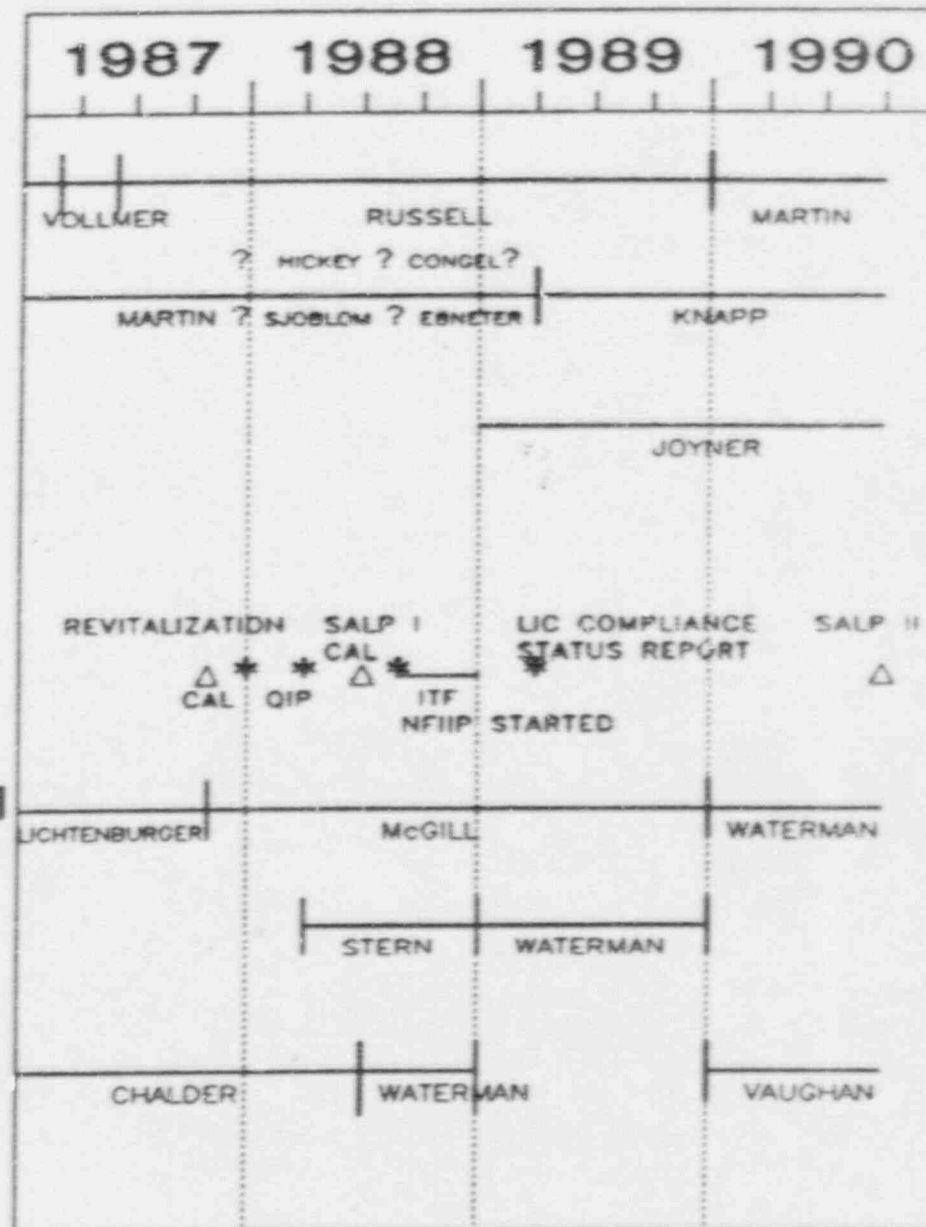 1987 1988 1989 1990
VOLLMER RUSSELL MARTIN
? HICKEY ? CONGEL?
MARTIN ? SJOBLOM ? EBNETER KNAPP
JOYNER
REVITALIZATION SALP I LIC COMPLIANCE SALP II
CAL STATUS REPORT
CAL QIP ITF
NFIIP STARTED
LICHTENBURGER McGILL WATERMAN
STERN WATERMAN
CHALDER WATERMAN VAUGHAN